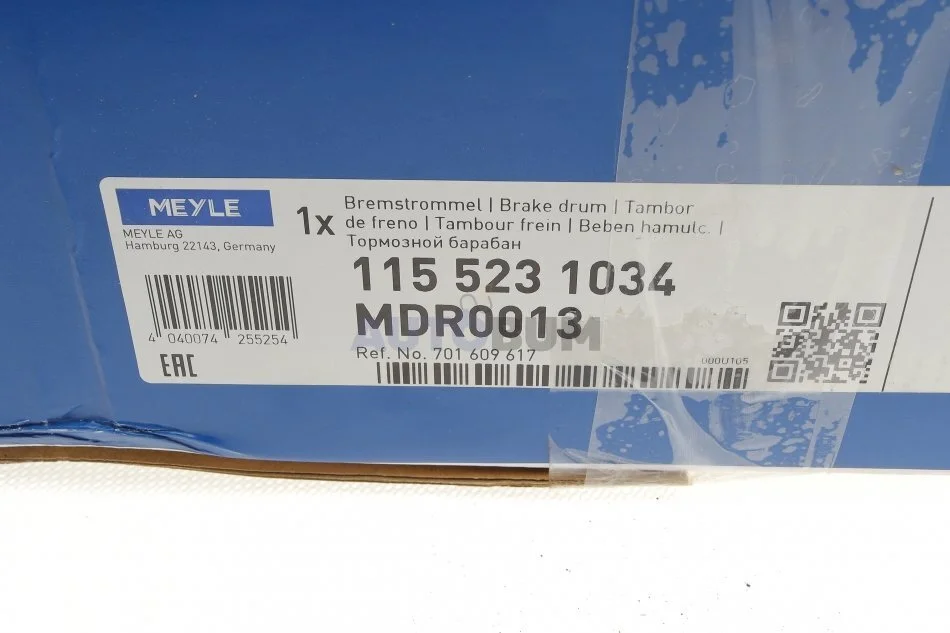 MEYLE
MEYLE AG
Hamburg 22143, Germany
4 040074 255254
EAC
1x
Bremstrommel | Brake drum | Tambor
de freno | Tambour frein | Beben hamulc. |
Тормозной барабан
115 523 1034
MDR0013
AUTOBUM
Ref. No. 701 609 617
000U105